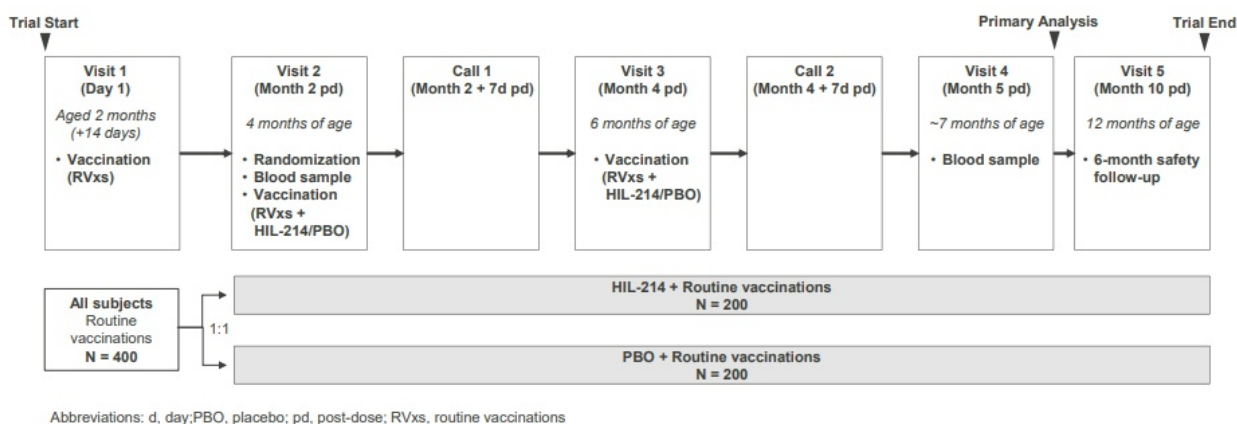 Trial Start
Primary Analysis
Trial End
Visit 1
(Day 1)
Aged 2 months
(+14 days)
• Vaccination
(RVxs)
Visit 2
(Month 2 pd)
4 months of age
• Randomization
• Blood sample
• Vaccination
(RVxs +
HIL-214/PBO)
Call 1
(Month 2 + 7d pd)
Visit 3
(Month 4 pd)
6 months of age
• Vaccination
(RVxs +
HIL-214/PBO)
Call 2
(Month 4 + 7d pd)
Visit 4
(Month 5 pd)
~7 months of age
• Blood sample
Visit 5
(Month 10 pd)
12 months of age
• 6-month safety
follow-up
All subjects
Routine
vaccinations
N = 400
1:1
HIL-214 + Routine vaccinations
N = 200
PBO + Routine vaccinations
N = 200
Abbreviations: d, day;PBO, placebo; pd, post-dose; RVxs, routine vaccinations